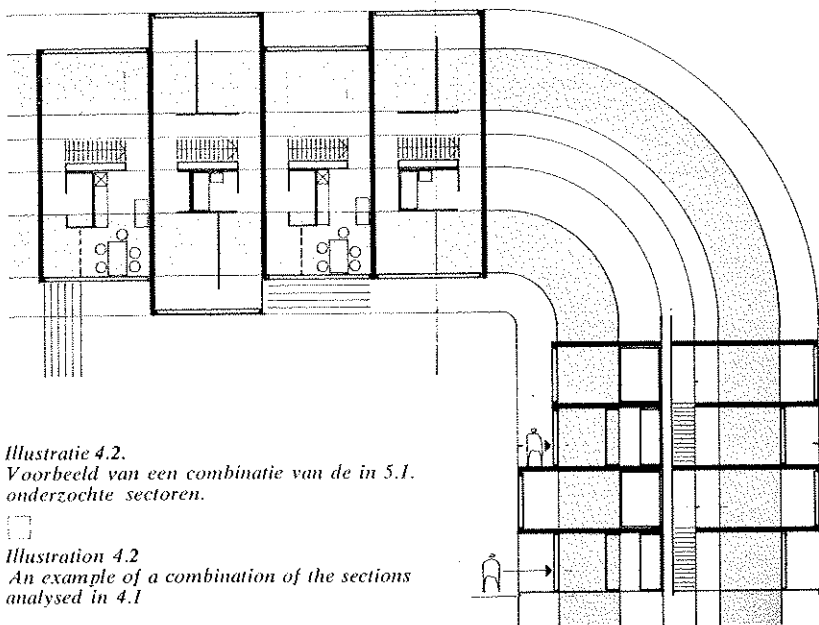 Illustratie 4.2.
Voorbeeld van een combinatie van de in 5.1.
onderzochte sectoren.
Illustration 4.2
An example of a combination of the sections
analysed in 4.1